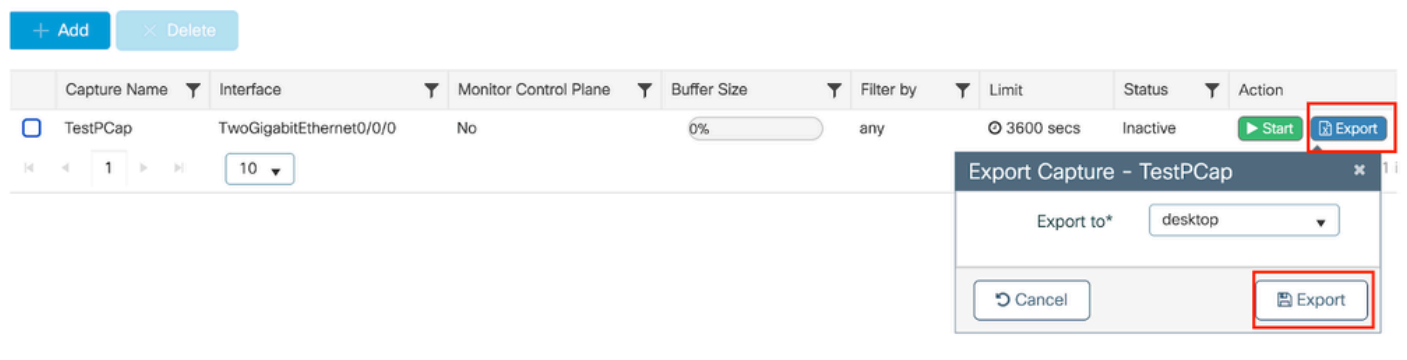 + Add × Delete
Capture Name Interface Monitor Control Plane Buffer Size Filter by Limit Status Action
TestPCap TwoGigabitEthernet0/0/0 No 0% any 3600 secs Inactive Start Export
1 10 1 i
Export Capture - TestPCap ×
Export to* desktop
Cancel Export